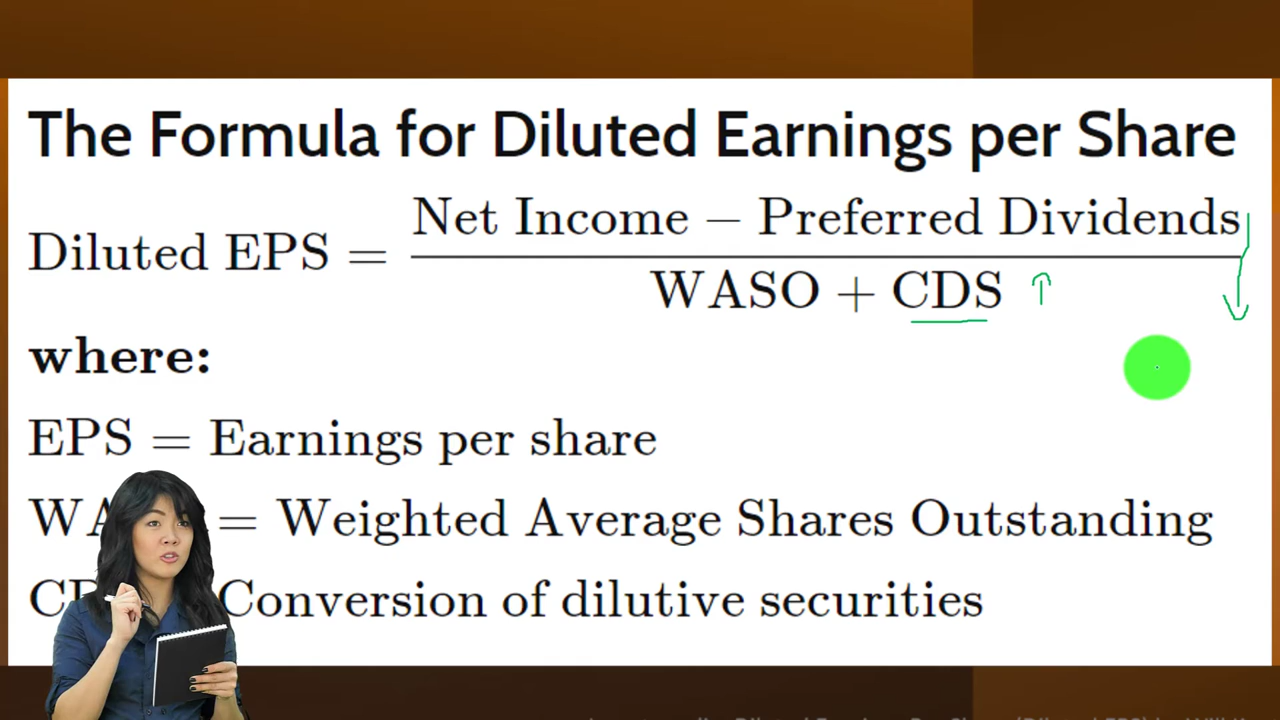 The Formula for Diluted Earnings per Share
Diluted EPS = Net Income − Preferred Dividends
WASO + CDS
where:
EPS = Earnings per share
= Weighted Average Shares Outstanding
Conversion of dilutive securities